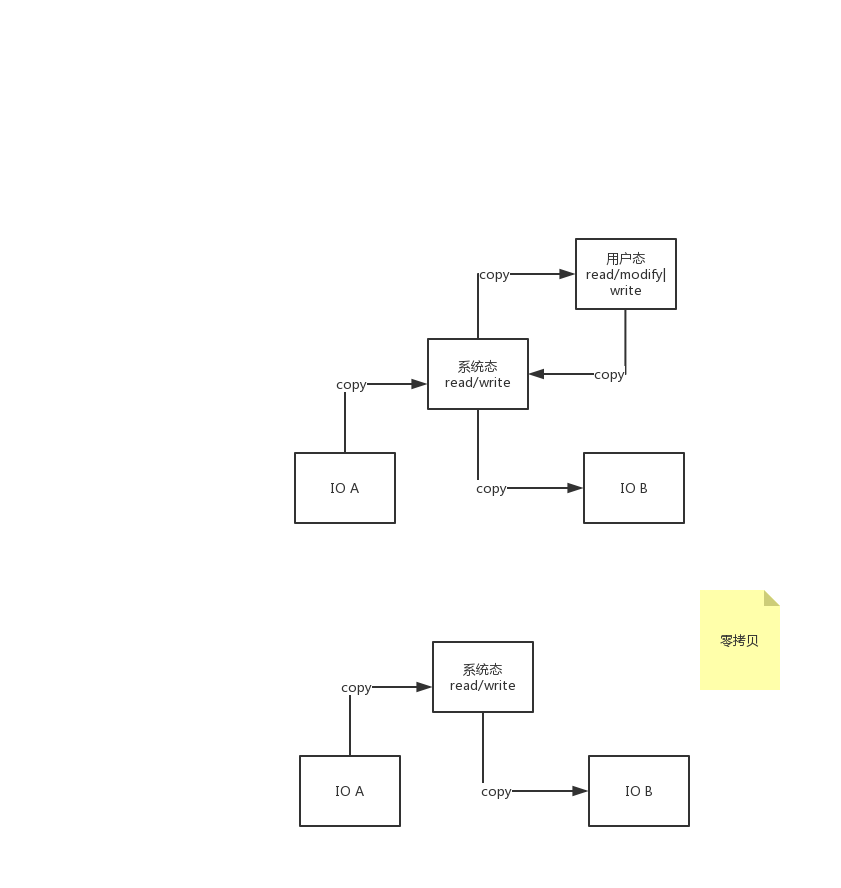 用户态
read/modify|
write
copy
系统态
read/write
copy
copy
IO A
copy
IO B
零拷贝
系统态
read/write
copy
IO A
copy
IO B